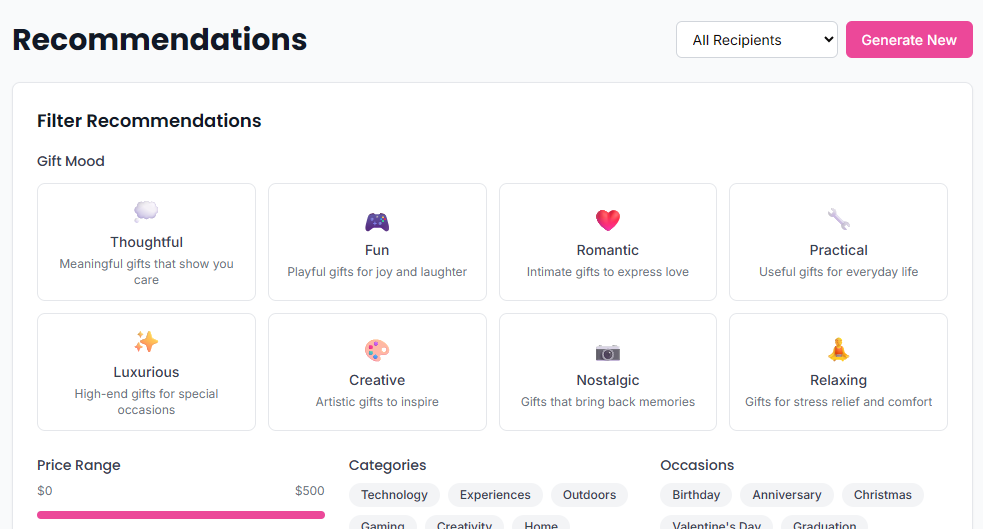 Recommendations
All Recipients
Generate New
Filter Recommendations
Gift Mood
Thoughtful
Meaningful gifts that show you
care
Fun
Playful gifts for joy and laughter
Romantic
Intimate gifts to express love
Practical
Useful gifts for everyday life
Luxurious
High-end gifts for special
occasions
Creative
Artistic gifts to inspire
Nostalgic
Gifts that bring back memories
Relaxing
Gifts for stress relief and comfort
Price Range
$0 $500
Categories
Technology Experiences Outdoors
Gaming Creativity Home
Occasions
Birthday Anniversary Christmas
Valentine's Day Graduation